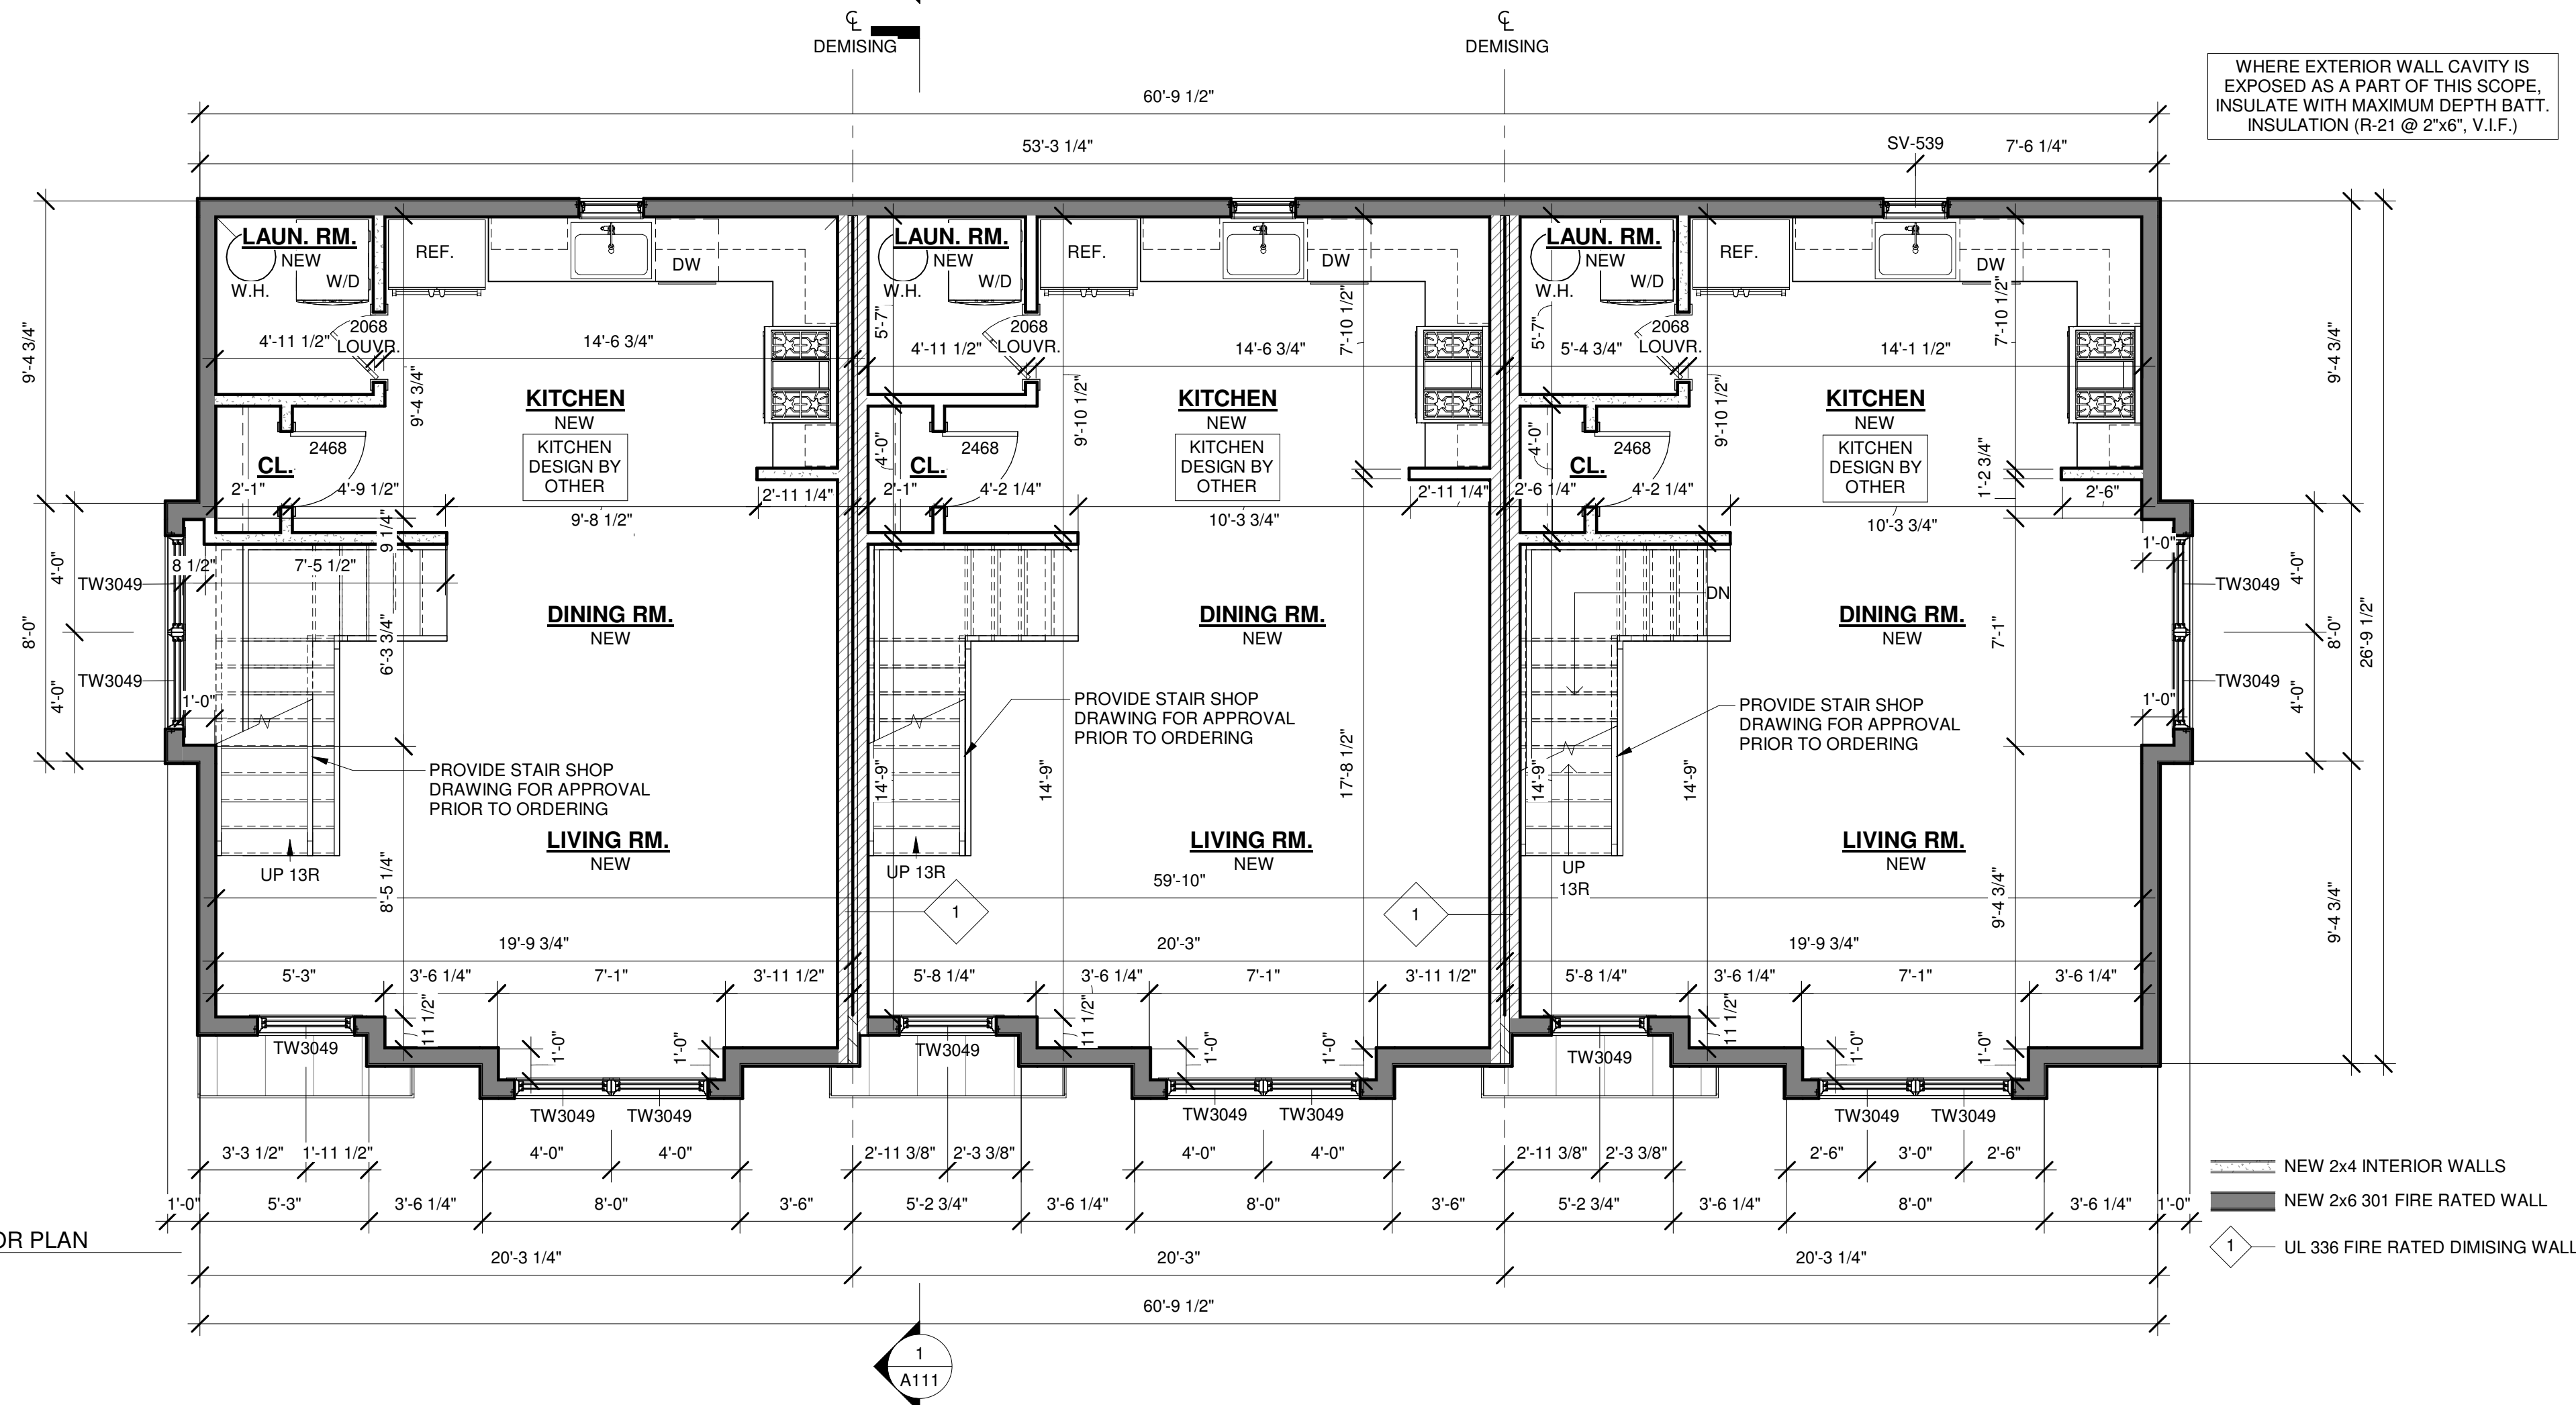 ℄ ℄
DEMISING DEMISING
WHERE EXTERIOR WALL CAVITY IS
EXPOSED AS A PART OF THIS SCOPE,
INSULATE WITH MAXIMUM DEPTH BATT.
INSULATION (R-21 @ 2"x6", V.I.F.)
60'-9 1/2"
53'-3 1/4" SV-539 7'-6 1/4"
LAUN. RM. REF. LAUN. RM. REF. LAUN. RM. REF.
NEW DW NEW DW NEW DW
W.H. W/D W.H. W/D W.H. W/D
2068 2068 2068
LOUVR. LOUVR. LOUVR.
4'-11 1/2" 14'-6 3/4" 5'-7" 4'-11 1/2" 14'-6 3/4" 7'-10 1/2" 5'-7" 5'-4 3/4" 14'-1 1/2" 7'-10 1/2"
9'-4 3/4" 9'-4 3/4" 9'-10 1/2" 9'-10 1/2" 9'-4 3/4"
KITCHEN KITCHEN KITCHEN
NEW NEW NEW
KITCHEN KITCHEN KITCHEN
DESIGN BY DESIGN BY DESIGN BY
OTHER OTHER OTHER
2468 2468 2468
CL. 4'-0" CL. 4'-0" CL. 1'-2 3/4"
2'-1" 4'-9 1/2" 2'-11 1/4" 2'-1" 4'-2 1/4" 2'-11 1/4" 2'-6 1/4" 4'-2 1/4" 2'-6"
9'-8 1/2" 10'-3 3/4" 10'-3 3/4"
9 1/4" 1'-0"
8 1/2" 7'-5 1/2"
4'-0" TW3049 TW3049 4'-0"
DN
DINING RM. DINING RM. DINING RM.
NEW NEW NEW
8'-0" 6'-3 3/4" 7'-1" 8'-0" 26'-9 1/2"
4'-0" TW3049 TW3049 4'-0"
1'-0" 1'-0"
PROVIDE STAIR SHOP
DRAWING FOR APPROVAL
PRIOR TO ORDERING
PROVIDE STAIR SHOP
DRAWING FOR APPROVAL
PRIOR TO ORDERING
PROVIDE STAIR SHOP
DRAWING FOR APPROVAL
PRIOR TO ORDERING
14'-9" 14'-9" 17'-8 1/2" 14'-9" 14'-9"
LIVING RM. LIVING RM. LIVING RM.
NEW NEW NEW
UP 13R UP 13R UP
13R
8'-5 1/4" 59'-10" 9'-4 3/4" 9'-4 3/4"
1 1
19'-9 3/4" 20'-3" 19'-9 3/4"
5'-3" 3'-6 1/4" 7'-1" 3'-11 1/2" 5'-8 1/4" 3'-6 1/4" 7'-1" 3'-11 1/2" 5'-8 1/4" 3'-6 1/4" 7'-1" 3'-6 1/4"
11 1/2" 11 1/2" 11 1/2"
TW3049 1'-0" 1'-0" TW3049 1'-0" 1'-0" TW3049 1'-0" 1'-0"
TW3049 TW3049 TW3049 TW3049 TW3049 TW3049
3'-3 1/2" 1'-11 1/2" 4'-0" 4'-0" 2'-11 3/8" 2'-3 3/8" 4'-0" 4'-0" 2'-11 3/8" 2'-3 3/8" 2'-6" 3'-0" 2'-6"
1'-0" 5'-3" 3'-6 1/4" 8'-0" 3'-6" 5'-2 3/4" 3'-6 1/4" 8'-0" 3'-6" 5'-2 3/4" 3'-6 1/4" 8'-0" 3'-6 1/4" 1'-0"
NEW 2x4 INTERIOR WALLS
NEW 2x6 301 FIRE RATED WALL
1 UL 336 FIRE RATED DIMISING WALL
OR PLAN
20'-3 1/4" 20'-3" 20'-3 1/4"
60'-9 1/2"
1
A111